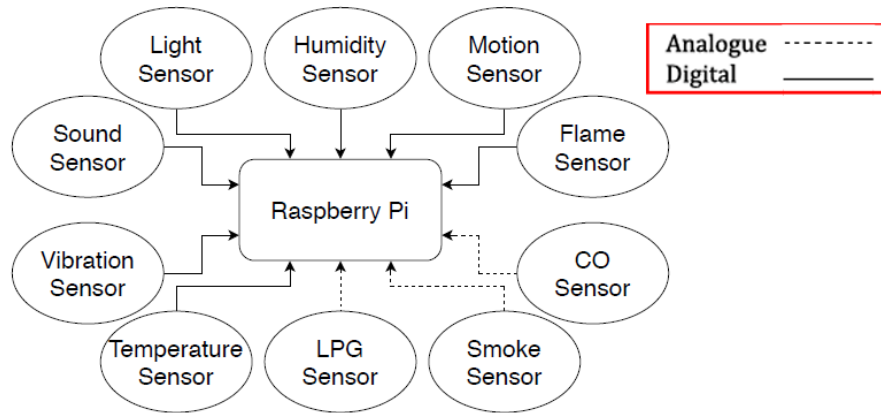 Light
Sensor
Humidity
Sensor
Motion
Sensor
Analogue
Digital
Sound
Sensor
Flame
Sensor
Raspberry Pi
Vibration
Sensor
CO
Sensor
Temperature
Sensor
LPG
Sensor
Smoke
Sensor